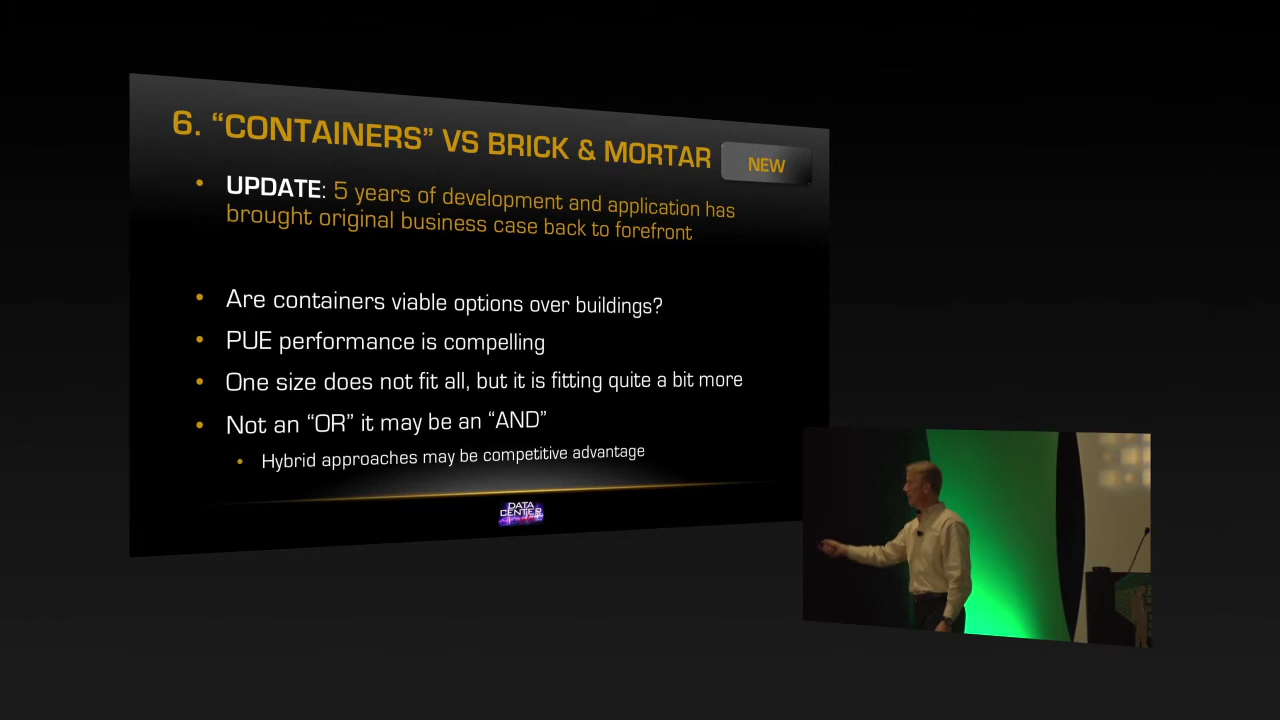 6. “CONTAINERS” VS BRICK & MORTAR NEW
• UPDATE: 5 years of development and application has
brought original business case back to forefront
• Are containers viable options over buildings?
• PUE performance is compelling
• One size does not fit all, but it is fitting quite a bit more
• Not an “OR” it may be an “AND”
• Hybrid approaches may be competitive advantage
DATA
CENTER